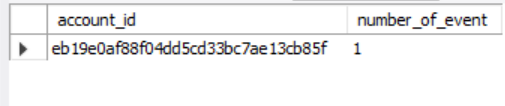 account_id number_of_event
eb19e0af88f04dd5cd33bc7ae13cb85f 1